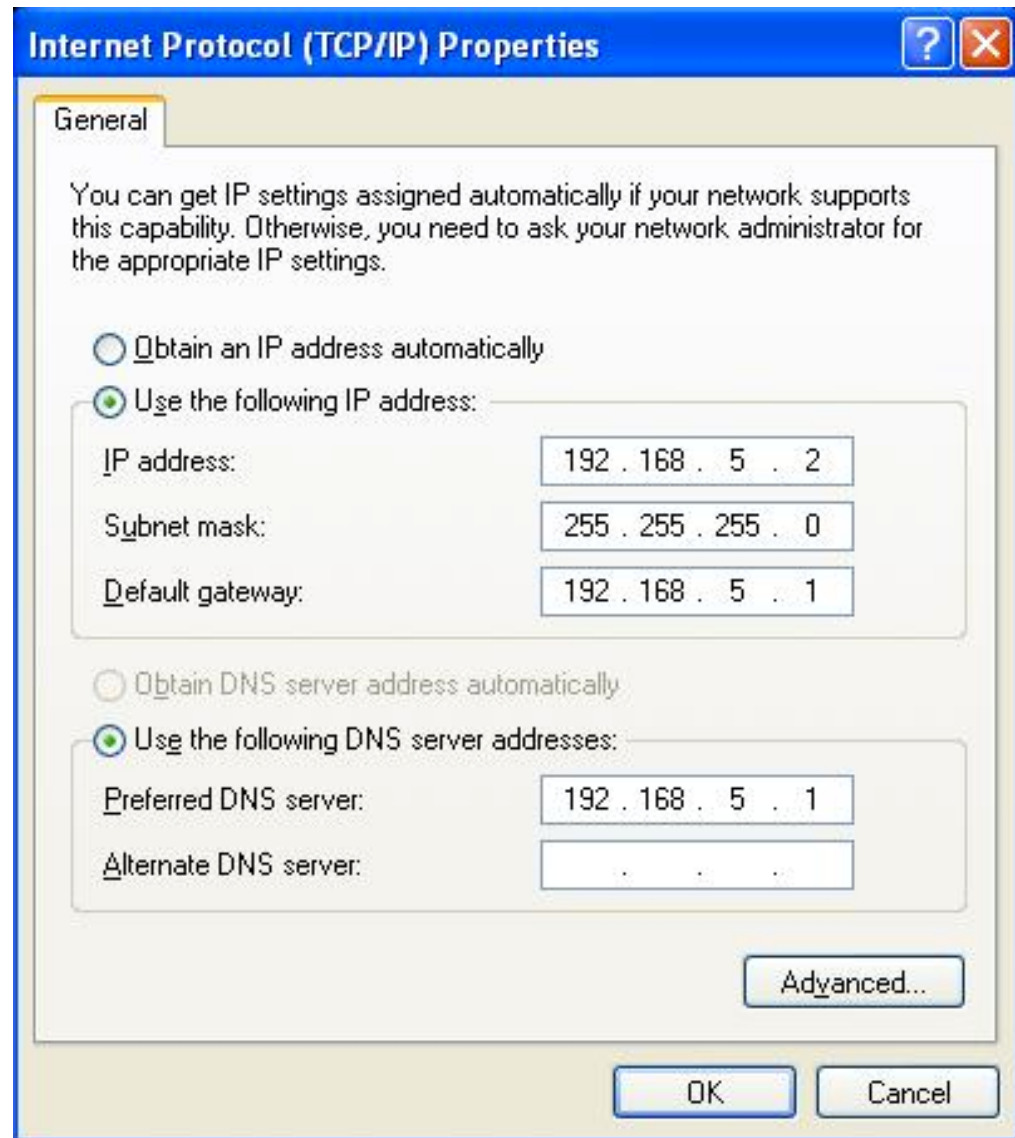 Internet Protocol (TCP/IP) Properties
?
General
You can get IP settings assigned automatically if your network supports
this capability. Otherwise, you need to ask your network administrator for
the appropriate IP settings.
Obtain an IP address automatically
Use the following IP address:
IP address: 192 . 168 . 5 . 2
Subnet mask: 255 . 255 . 255 . 0
Default gateway: 192 . 168 . 5 . 1
Obtain DNS server address automatically
Use the following DNS server addresses:
Preferred DNS server: 192 . 168 . 5 . 1
Alternate DNS server: . . .
Advanced...
OK Cancel